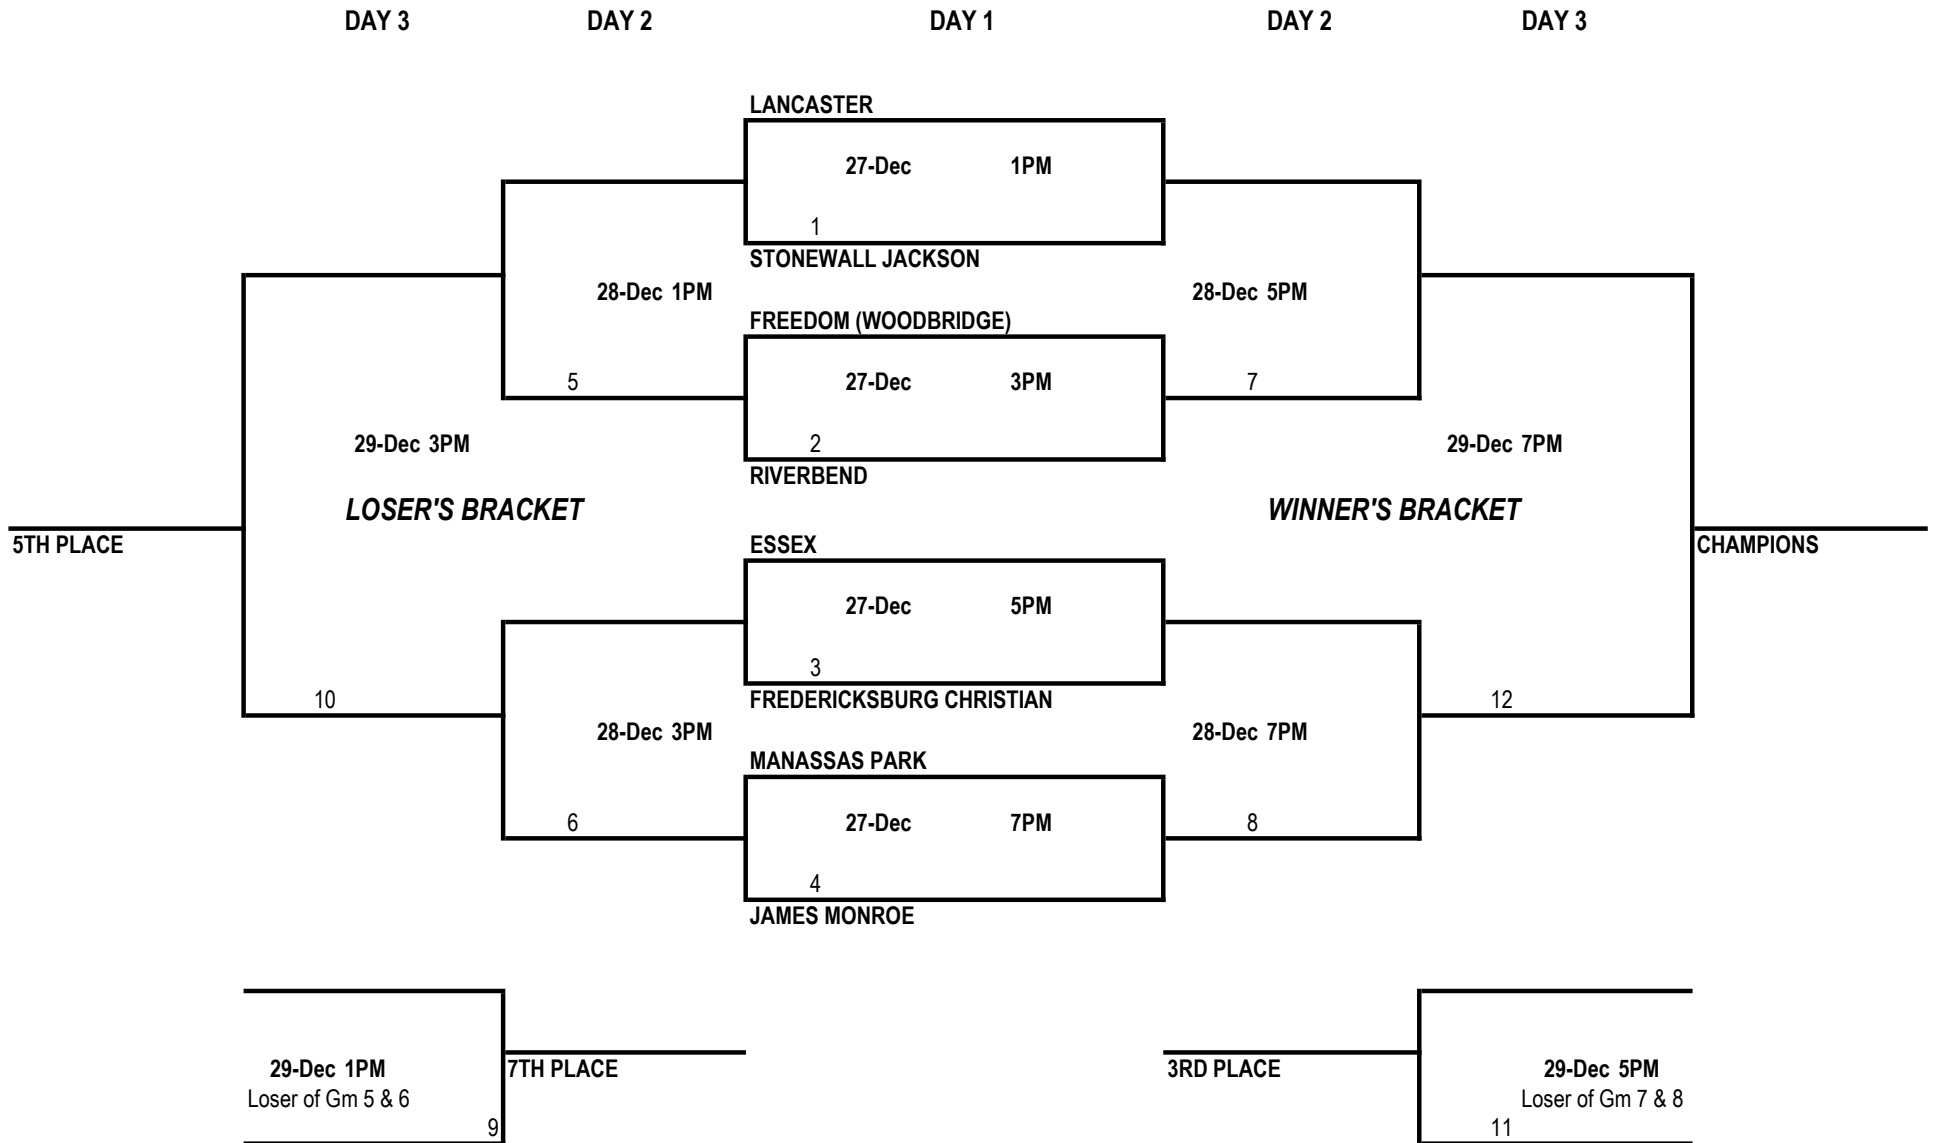 DAY 3 DAY 2 DAY 1 DAY 2 DAY 3
LANCASTER
27-Dec 1PM
1
STONEWALL JACKSON
28-Dec 1PM 28-Dec 5PM
FREEDOM (WOODBRIDGE)
5 27-Dec 3PM 7
29-Dec 3PM 2 29-Dec 7PM
RIVERBEND
LOSER'S BRACKET WINNER'S BRACKET
5TH PLACE ESSEX CHAMPIONS
27-Dec 5PM
3
10 FREDERICKSBURG CHRISTIAN 12
28-Dec 3PM 28-Dec 7PM
MANASSAS PARK
6 27-Dec 7PM 8
4
JAMES MONROE
29-Dec 1PM 7TH PLACE 3RD PLACE 29-Dec 5PM
Loser of Gm 5 & 6 Loser of Gm 7 & 8
9 11